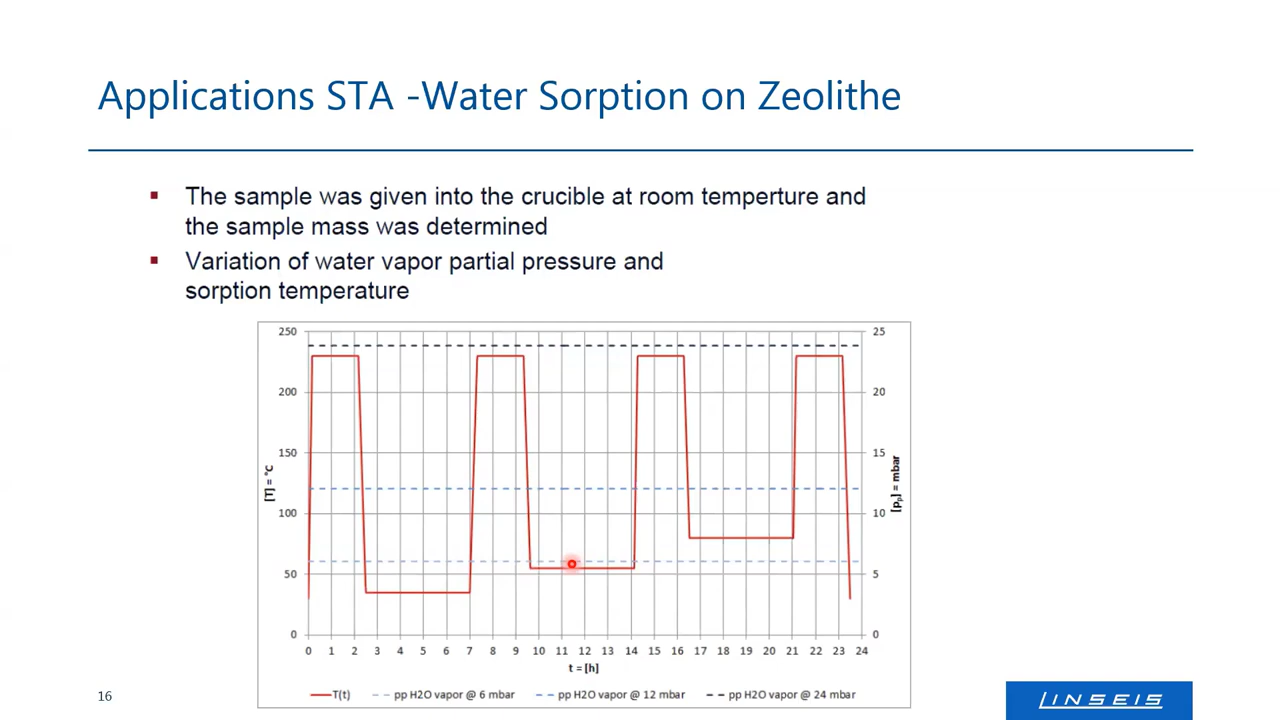 Applications STA -Water Sorption on Zeolithe
▪ The sample was given into the crucible at room temperture and
the sample mass was determined
▪ Variation of water vapor partial pressure and
sorption temperature
250
200
150
100
50
0
[T] = °C
25
20
15
10
5
0
[pp] = mbar
0 1 2 3 4 5 6 7 8 9 10 11 12 13 14 15 16 17 18 19 20 21 22 23 24
t = [h]
T(t) pp H2O vapor @ 6 mbar pp H2O vapor @ 12 mbar pp H2O vapor @ 24 mbar
16
LINSEIS